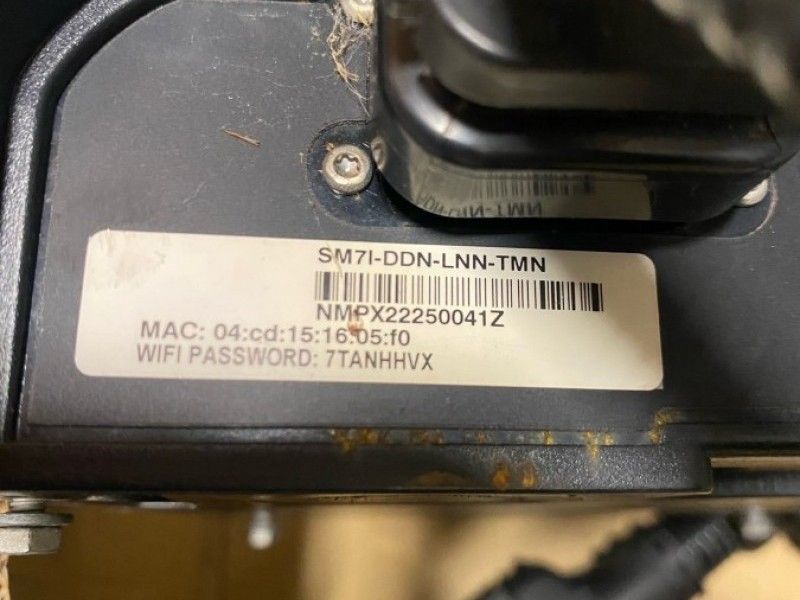 SM7I-DDN-LNN-TMN
NMPX22250041Z
MAC: 04:cd:15:16:05:f0
WIFI PASSWORD: 7TANHHVX